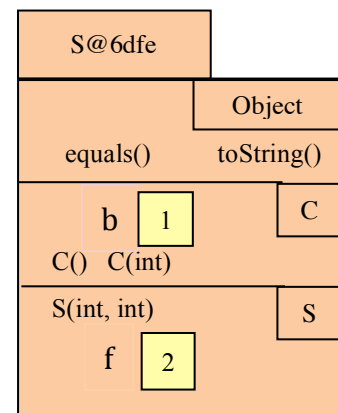 S@6dfe
Object
equals() toString()
C
b 1
C() C(int)
S(int, int)
S
f 2